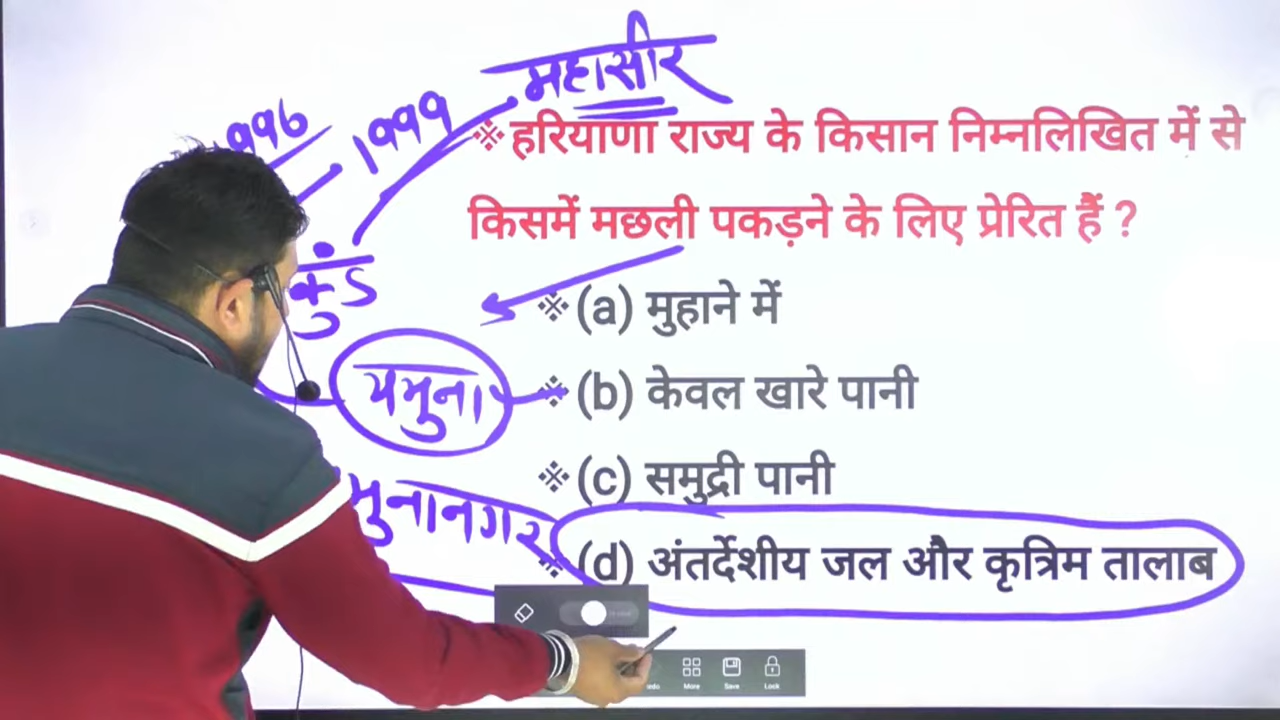 महासीर
1996
1999
हरियाणा राज्य के किसान निम्नलिखित में से
किसमें मछली पकड़ने के लिए प्रेरित हैं ?
कुंड
(a) मुहाने में
यमुना
(b) केवल खारे पानी
(c) समुद्री पानी
(d) अंतर्देशीय जल और कृत्रिम तालाब
More Save Lock